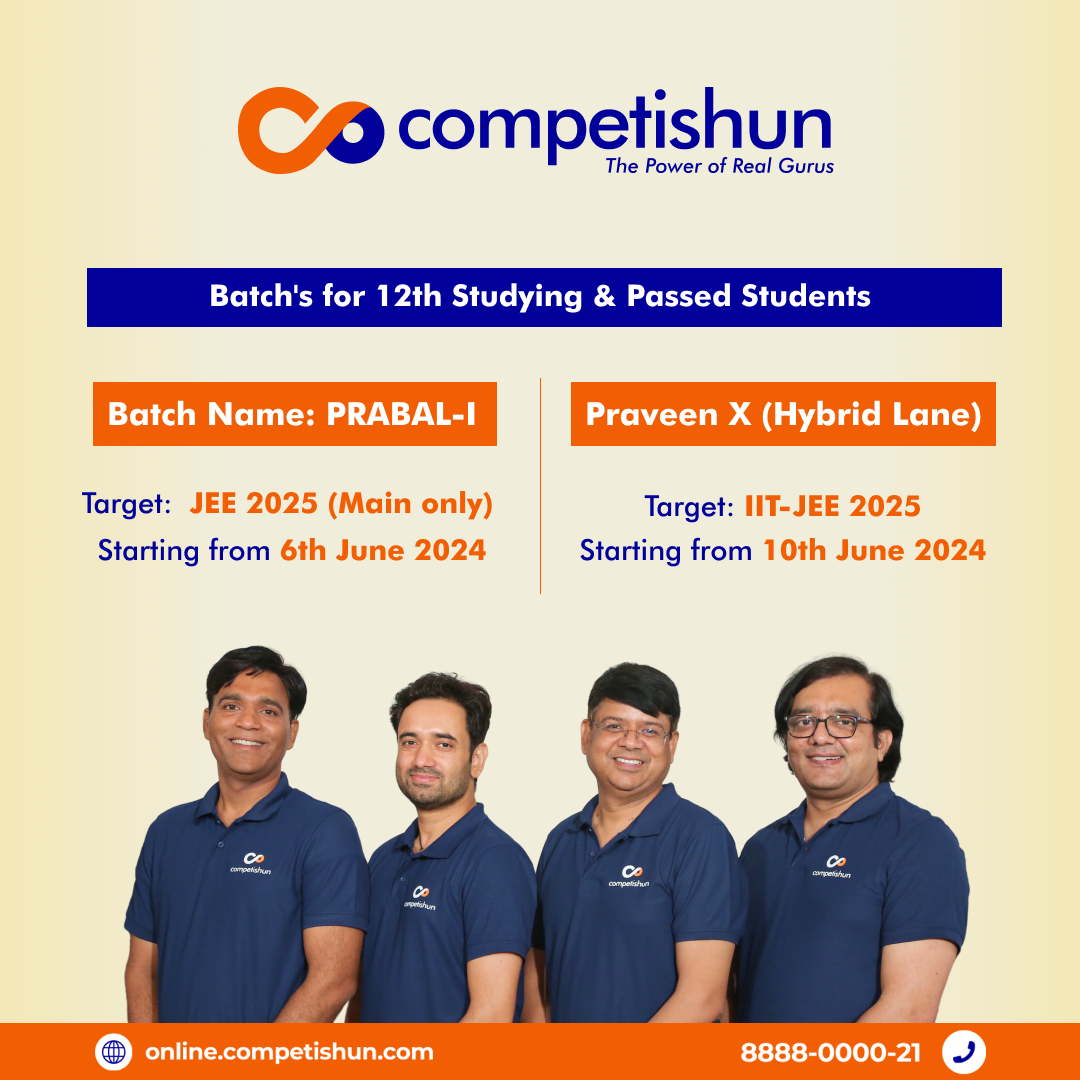 competishun
The Power of Real Gurus
Batch's for 12th Studying & Passed Students
Batch Name: PRABAL-I
Target: JEE 2025 (Main only)
Starting from 6th June 2024
Praveen X (Hybrid Lane)
Target: IIT-JEE 2025
Starting from 10th June 2024
competishun
competishun
competishun
competishun
online.competishun.com
8888-0000-21